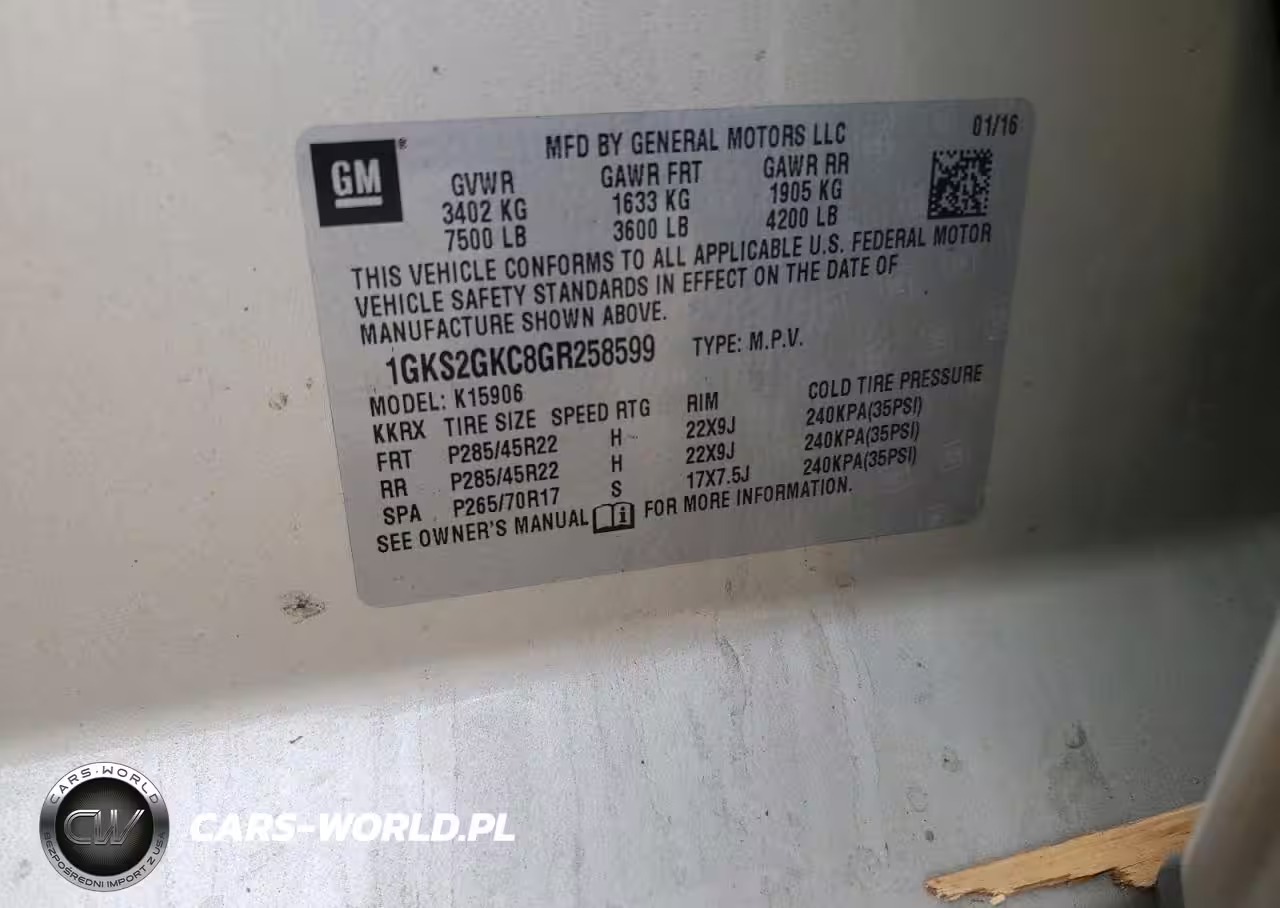 GM®
MFD BY GENERAL MOTORS LLC 01/16
GVWR GAWR FRT GAWR RR
3402 KG 1633 KG 1905 KG
7500 LB 3600 LB 4200 LB
THIS VEHICLE CONFORMS TO ALL APPLICABLE U.S. FEDERAL MOTOR
VEHICLE SAFETY STANDARDS IN EFFECT ON THE DATE OF
MANUFACTURE SHOWN ABOVE.
1GKS2GKC8GR258599 TYPE: M.P.V.
MODEL: K15906
KKRX TIRE SIZE SPEED RTG RIM COLD TIRE PRESSURE
FRT P285/45R22 H 22X9J 240KPA(35PSI)
RR P285/45R22 H 22X9J 240KPA(35PSI)
SPA P265/70R17 S 17X7.5J 240KPA(35PSI)
SEE OWNER'S MANUAL i FOR MORE INFORMATION.
CARS-WORLD
CW
BEZPOŚREDNI IMPORT Z USA
CARS-WORLD.PL